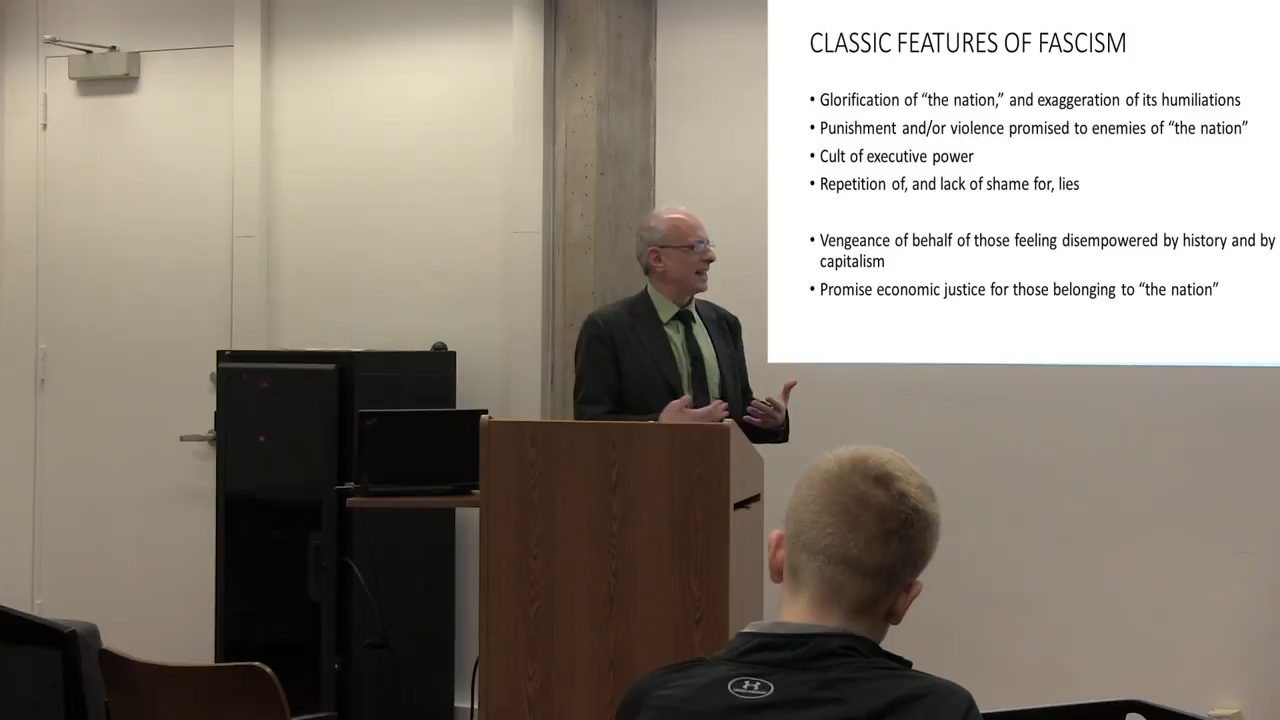 CLASSIC FEATURES OF FASCISM
• Glorification of “the nation,” and exaggeration of its humiliations
• Punishment and/or violence promised to enemies of “the nation”
• Cult of executive power
• Repetition of, and lack of shame for, lies
• Vengeance of behalf of those feeling disempowered by history and by
capitalism
• Promise economic justice for those belonging to “the nation”
UNDER ARMOUR